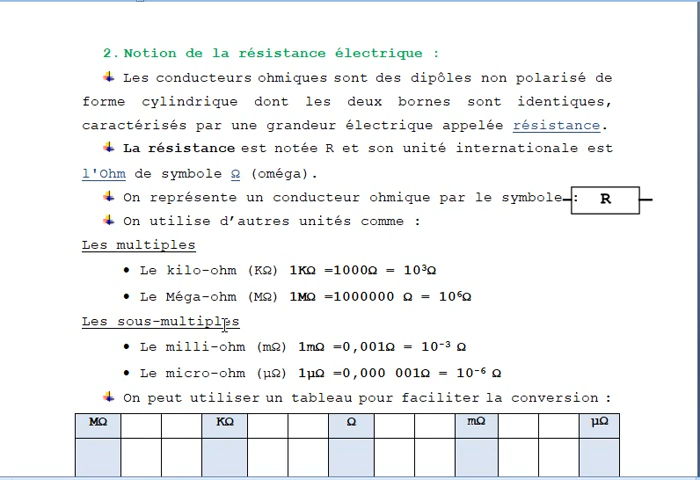 2. Notion de la résistance électrique :
Les conducteurs ohmiques sont des dipôles non polarisé de
forme cylindrique dont les deux bornes sont identiques,
caractérisés par une grandeur électrique appelée résistance.
La résistance est notée R et son unité internationale est
l'Ohm de symbole Ω (oméga).
On représente un conducteur ohmique par le symbole : R
On utilise d’autres unités comme :
Les multiples
• Le kilo-ohm (KΩ) 1KΩ =1000Ω = 10³Ω
• Le Méga-ohm (MΩ) 1MΩ =1000000 Ω = 10⁶Ω
Les sous-multiples
• Le milli-ohm (mΩ) 1mΩ =0,001Ω = 10⁻³ Ω
• Le micro-ohm (µΩ) 1µΩ =0,000 001Ω = 10⁻⁶ Ω
On peut utiliser un tableau pour faciliter la conversion :
MΩ KΩ Ω mΩ µΩ